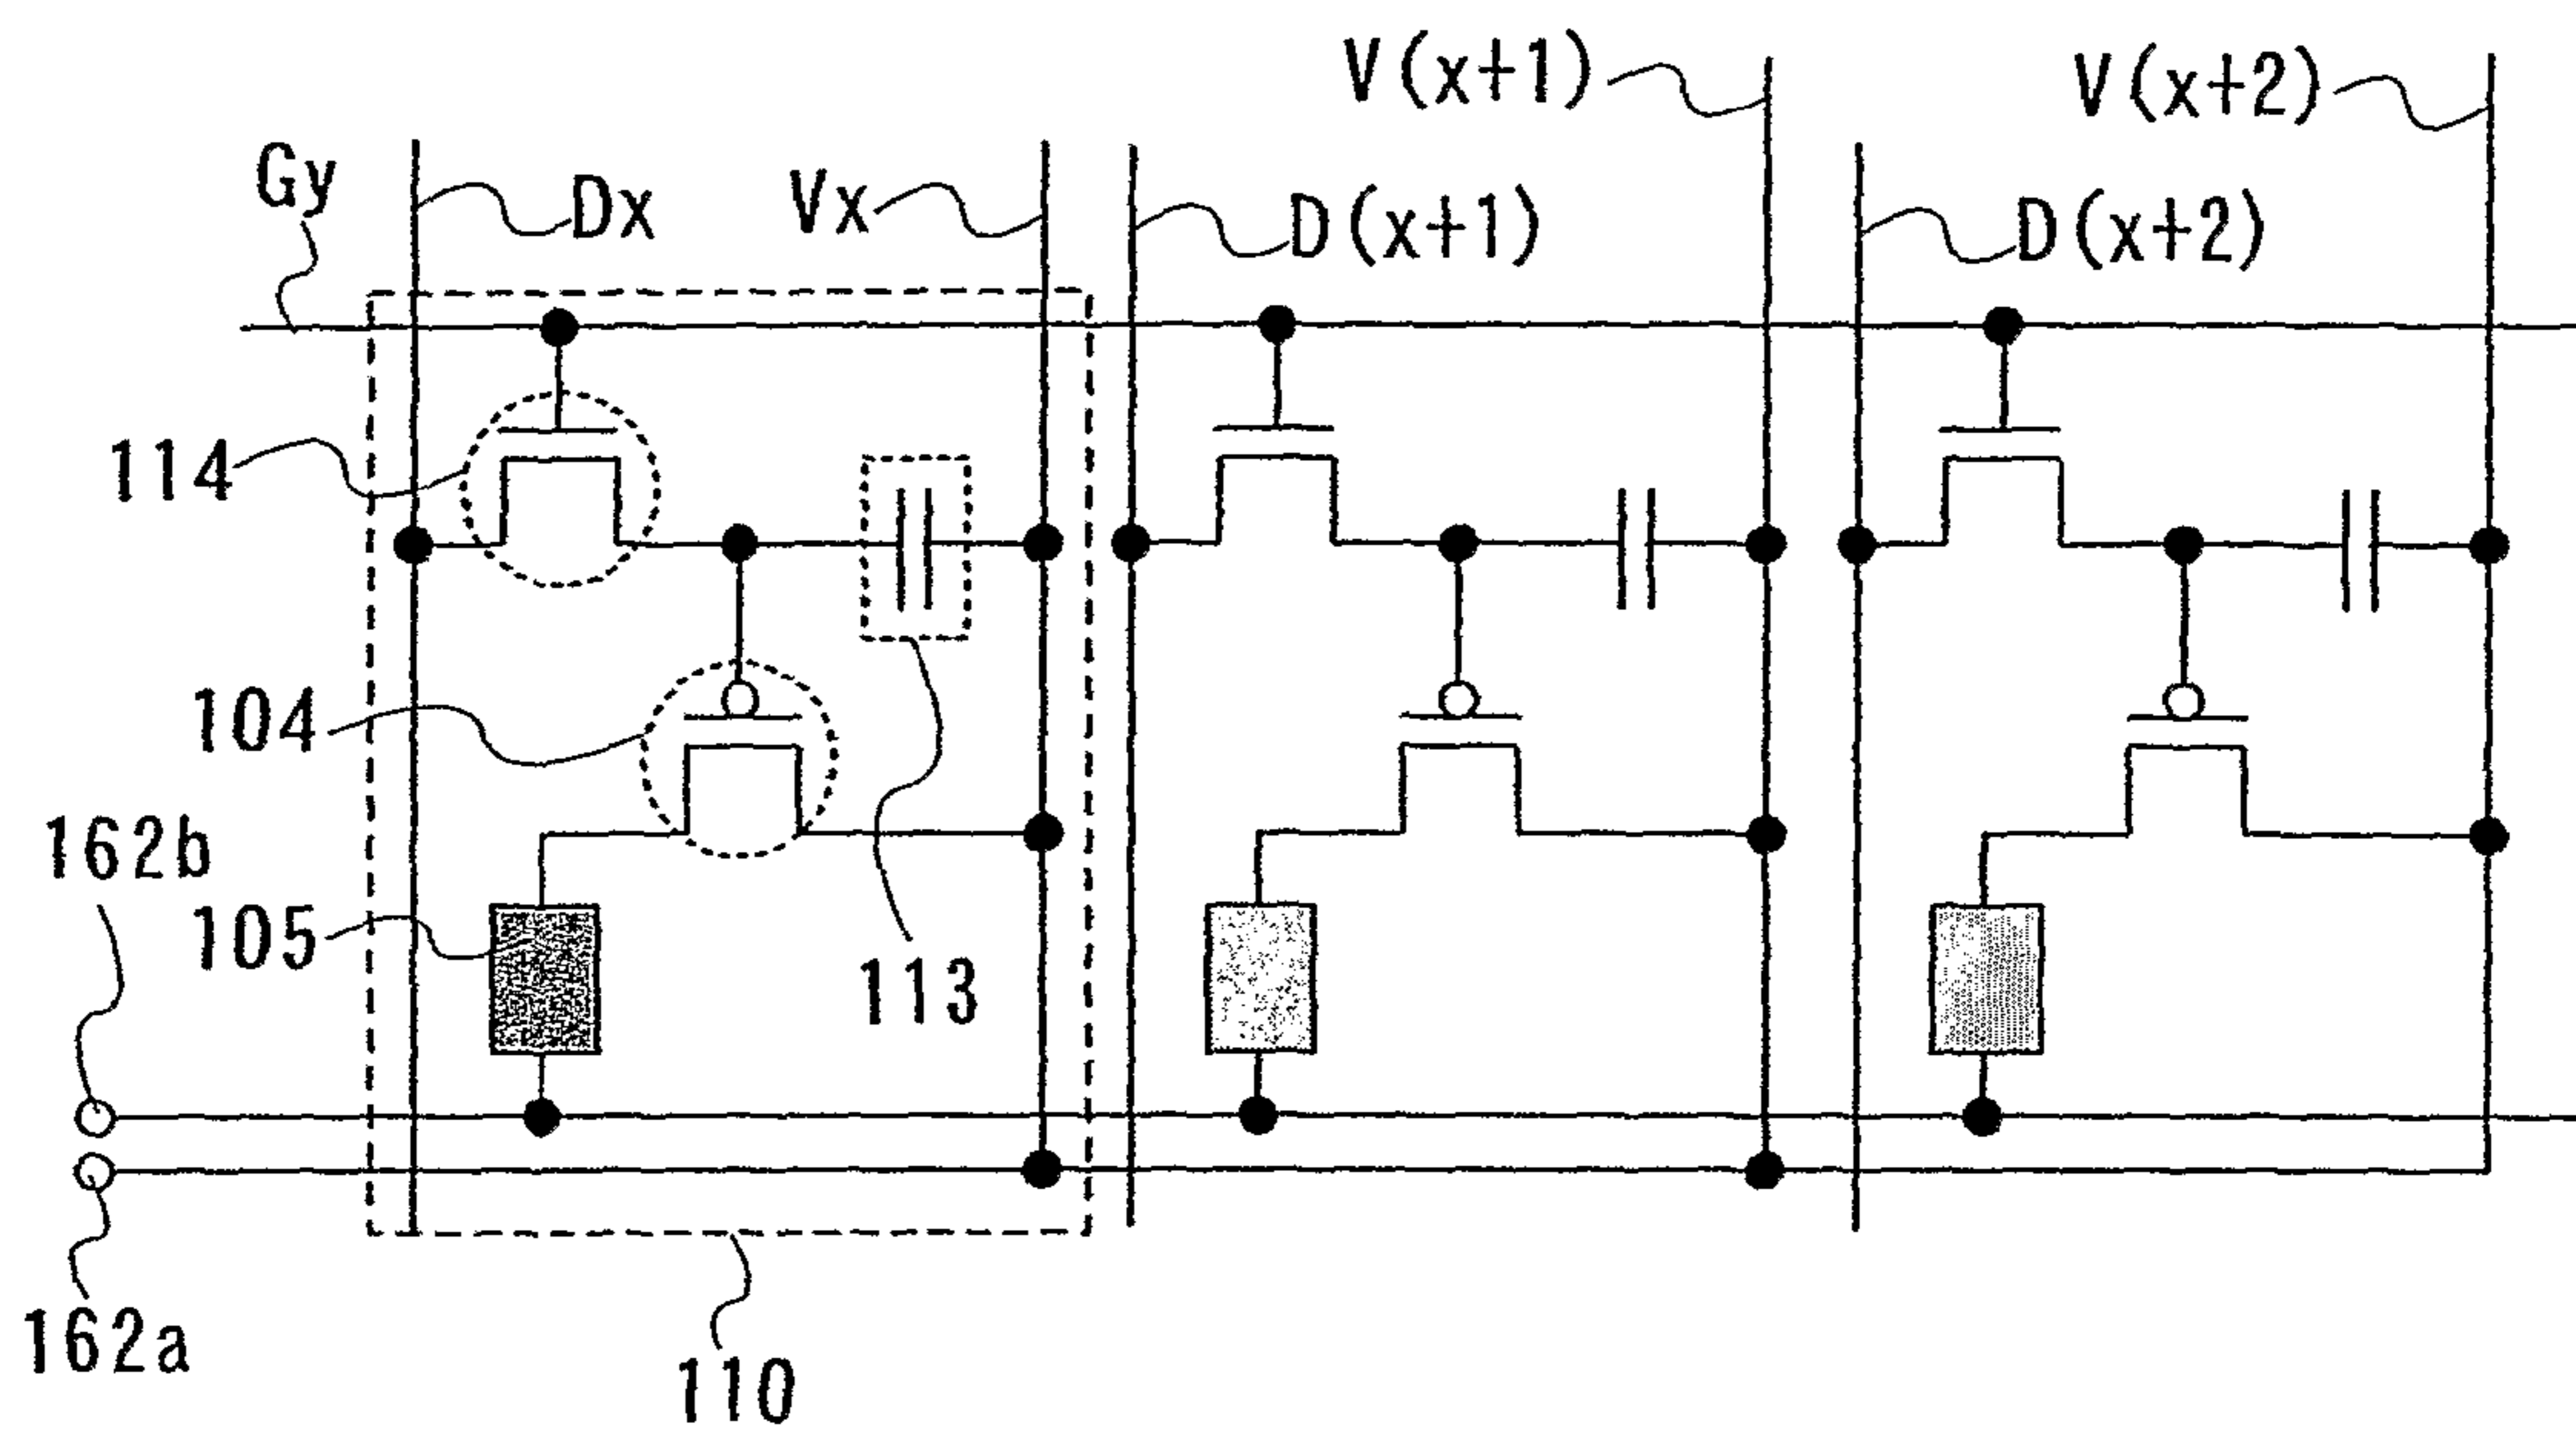 V(x+1)
V(x+2)
Gy
Dx
Vx
D(x+1)
D(x+2)
114
104
162b
105
113
162a
110